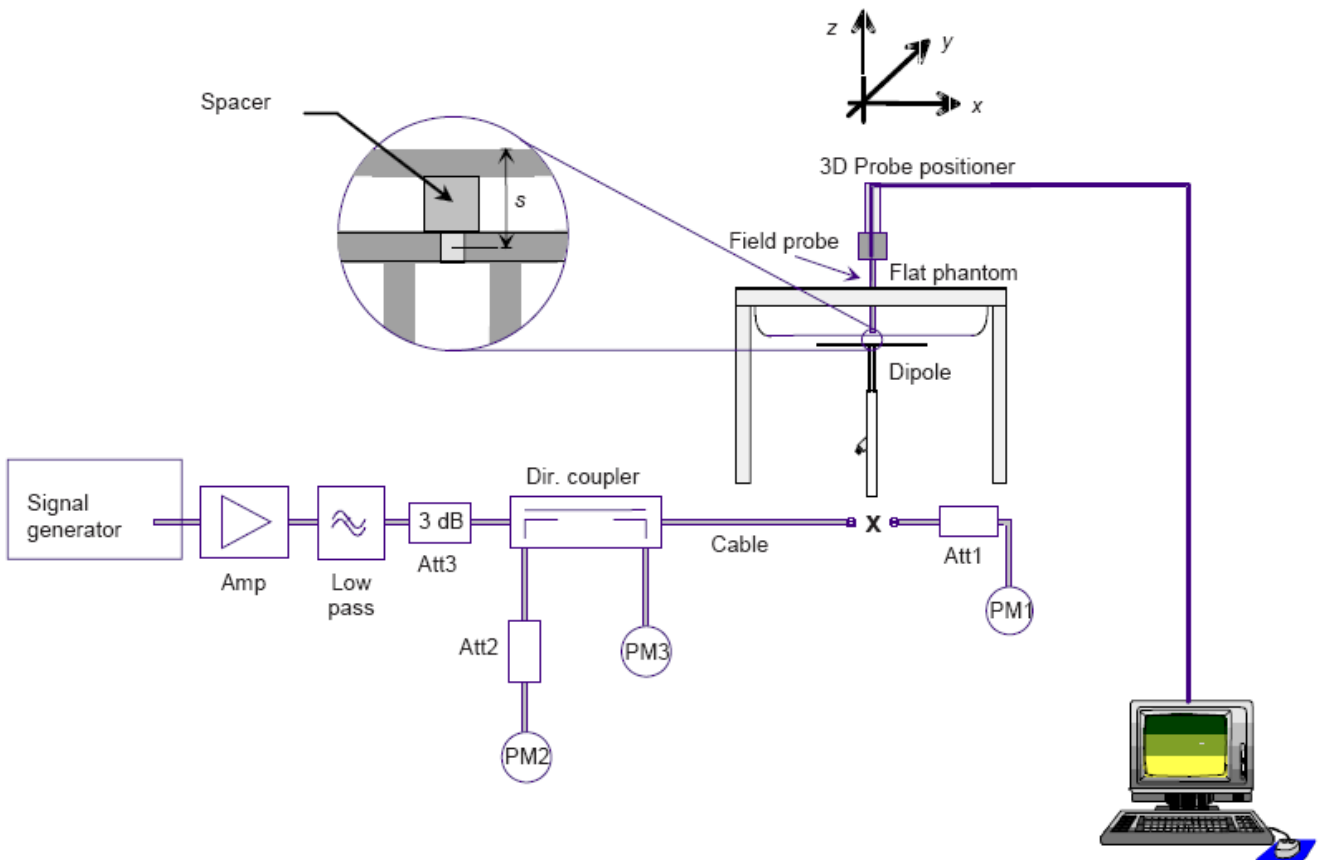 z
y
x
Spacer
s
3D Probe positioner
Field probe
Flat phantom
Dipole
Signal
generator
Amp
Low
pass
3 dB
Att3
Dir. coupler
Cable
X
Att1
PM1
Att2
PM3
PM2